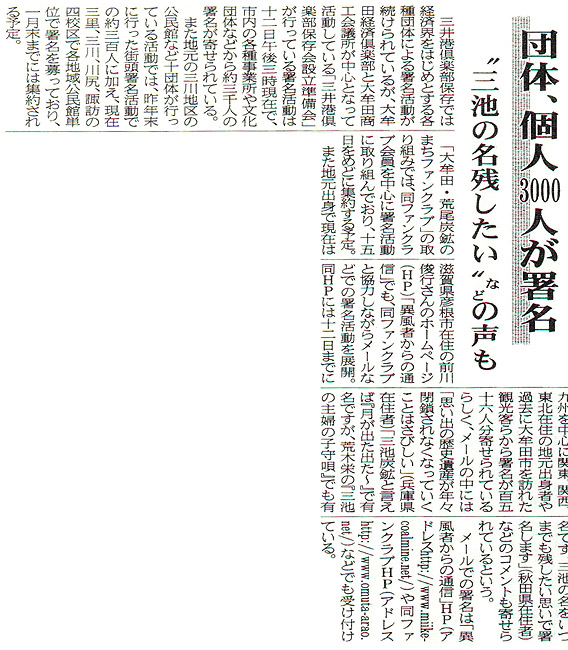 団体、個人3000人が署名
〝三池の名残したい〟などの声も
三井港倶楽部保存では
経済界をはじめとする各
種団体による署名活動が
続けられているが、大牟
田経済倶楽部と大牟田商
工会議所が中心となって
活動している「三井港倶
楽部保存会設立準備会」
が行っている署名活動は
十二日午後三時現在で、
市内の各種事業所や文化
団体などから約三千人の
署名が寄せられている。
また地元の三川地区の
公民館など十団体が行っ
ている活動では、昨年末
に行った街頭署名活動で
の約三百人に加え、現在
三里、三川、川尻、諏訪の
四校区で各地域公民館単
位で署名を募っており、
一月末までには集約され
る予定。
「大牟田・荒尾炭鉱の
まちファンクラブ」の取
り組みでは、同ファンクラ
ブ会員を中心に署名活動
に取り組んでおり、十五
日をめどに集約する予定。
また地元出身で現在は
滋賀県彦根市在住の前川
俊行さんのホームページ
(HP)「異風者からの通
信」でも、同ファンクラブ
と協力しながらメールな
どでの署名活動を展開。
同HPには十二日までに
九州を中心に関東、関西、
東北在住の地元出身者や
過去に大牟田市を訪れた
観光客らから署名が百五
十六人分寄せられている
らしく、メールの中には
「思い出の歴史遺産が年々
閉鎖されなくなっていく
ことはさびしい」(兵庫県
在住者)「三池炭鉱と言え
ば『月が出た出た〜』で有
名ですが、荒木栄の『三池
の主婦の子守唄』でも有
名です。三池の名をいつ
までも残したい思いで署
名します」(秋田県在住者)
などのコメントも寄せら
れているという。
メールでの署名は「異
風者からの通信」HP(ア
ドレスhttp://www.miike-
coalmine.net/)や同ファ
ンクラブHP(アドレス
http://www.omuta-arao.
net/)などでも受け付け
ている。